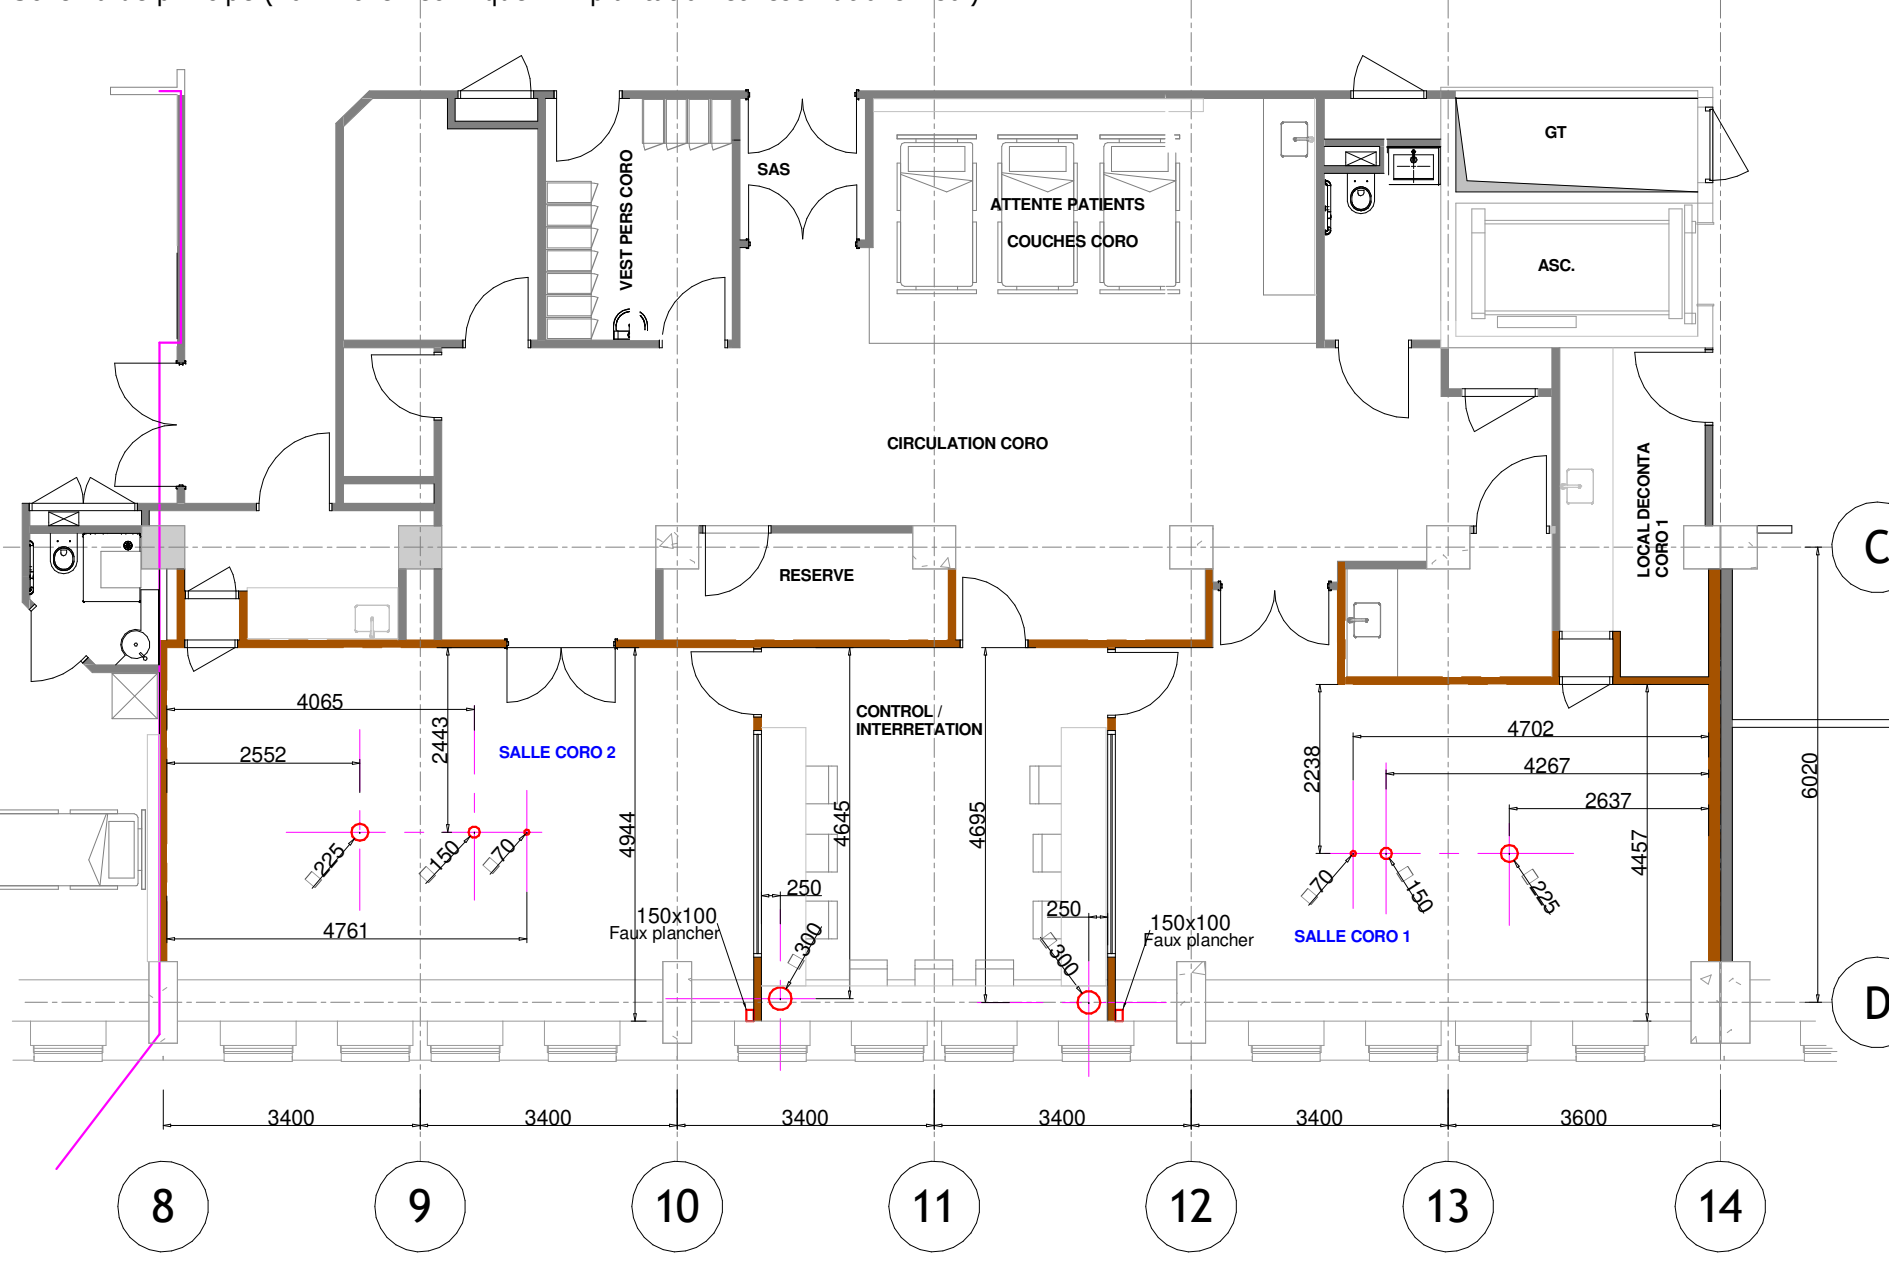 GT
SAS
VEST PERS CORO
ATTENTE PATIENTS
COUCHES CORO
ASC.
CIRCULATION CORO
LOCAL DECONTA
CORO 1
C
RESERVE
4065
2443
2552
SALLE CORO 2
CONTROL /
INTERRETATION
4702
2238
4267
2637
6020
4944
4645
4695
4457
□225
□150
□70
□70
□150
□225
250
250
150x100
Faux plancher
□300
□300
150x100
Faux plancher
4761
SALLE CORO 1
D
3400
3400
3400
3400
3400
3600
8
9
10
11
12
13
14